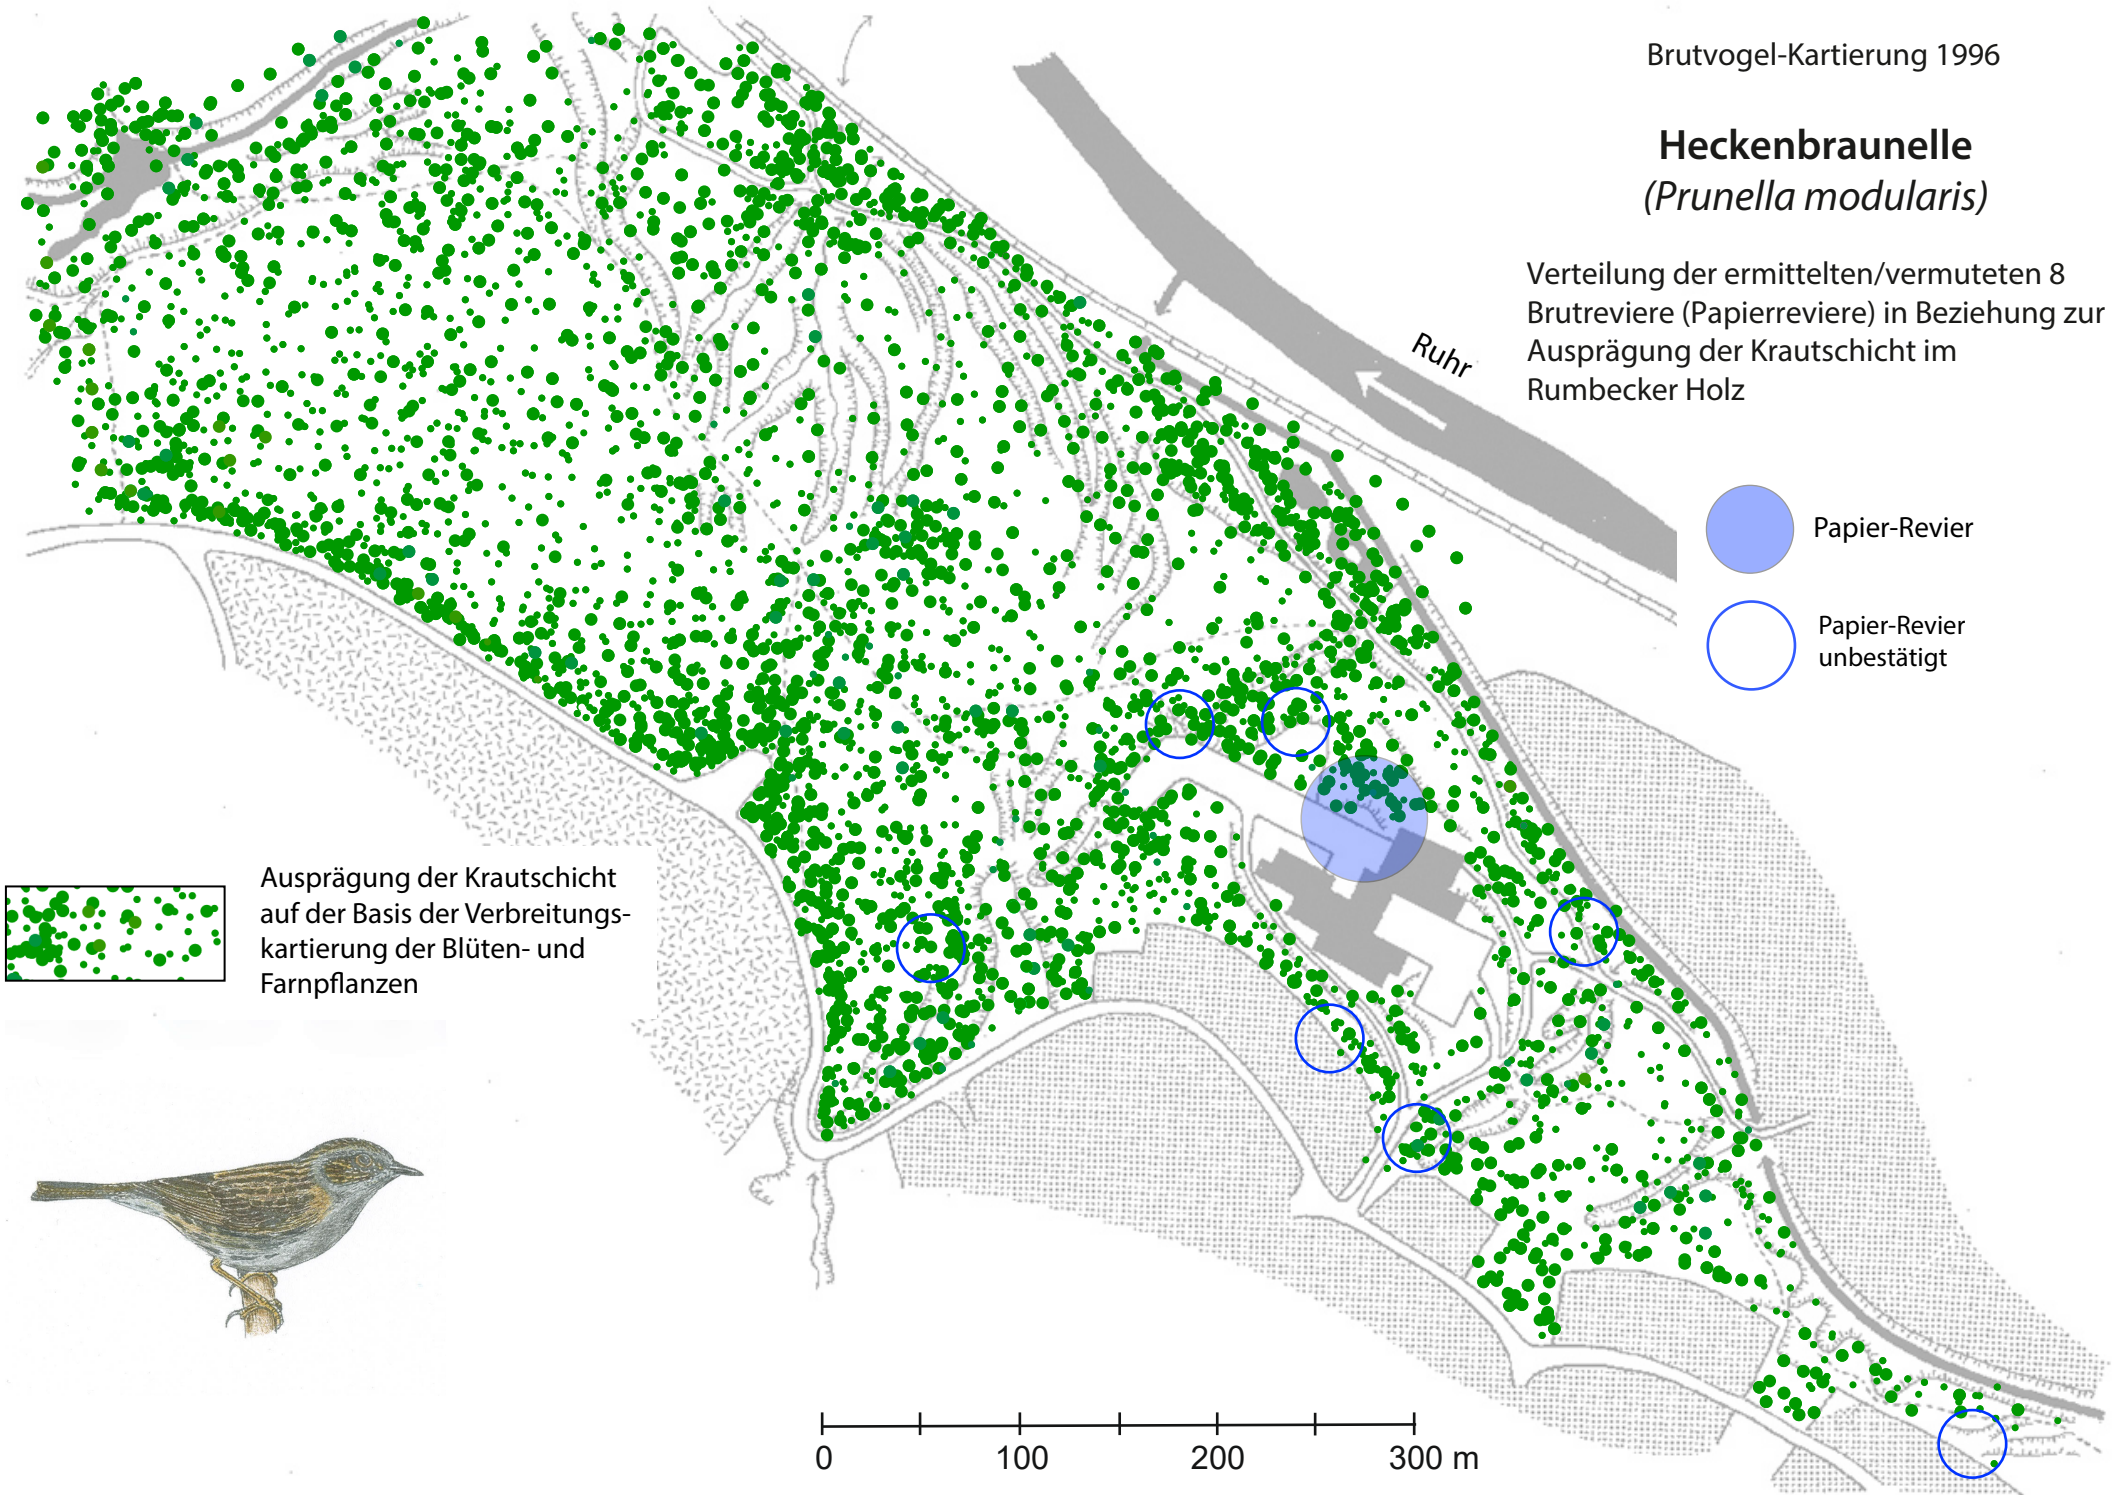 Brutvogel-Kartierung 1996
Heckenbraunelle
(Prunella modularis)
Verteilung der ermittelten/vermuteten 8
Brutreviere (Papierreviere) in Beziehung zur
Ausprägung der Krautschicht im
Rumbecker Holz
Ruhr
Papier-Revier
Papier-Revier
unbestätigt
Ausprägung der Krautschicht
auf der Basis der Verbreitungs-
kartierung der Blüten- und
Farnpflanzen
0 100 200 300 m